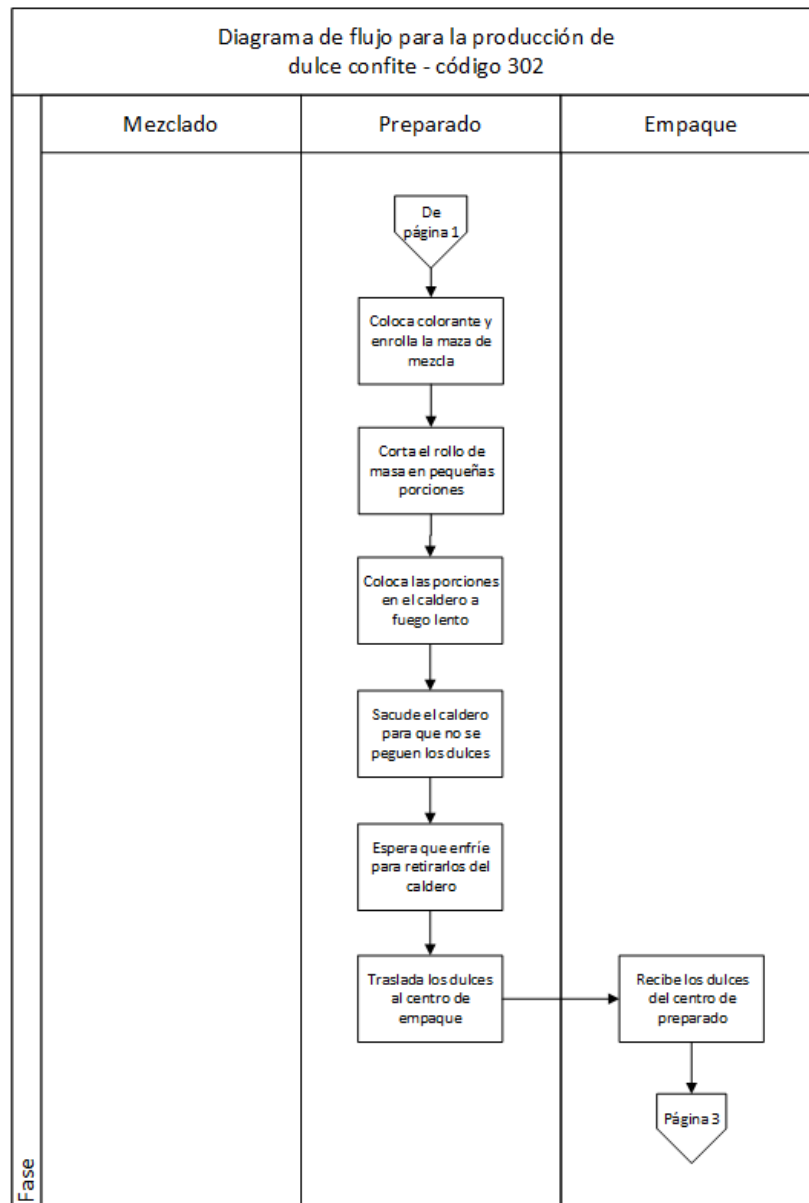 Diagrama de flujo para la producción de
dulce confite - código 302
Mezclado
Preparado
Empaque
De
página 1
Coloca colorante y
enrolla la maza de
mezcla
Corta el rollo de
masa en pequeñas
porciones
Coloca las porciones
en el caldero a
fuego lento
Sacude el caldero
para que no se
peguen los dulces
Espera que enfríe
para retirarlos del
caldero
Traslada los dulces
al centro de
empaque
Recibe los dulces
del centro de
preparado
Página 3
Fase